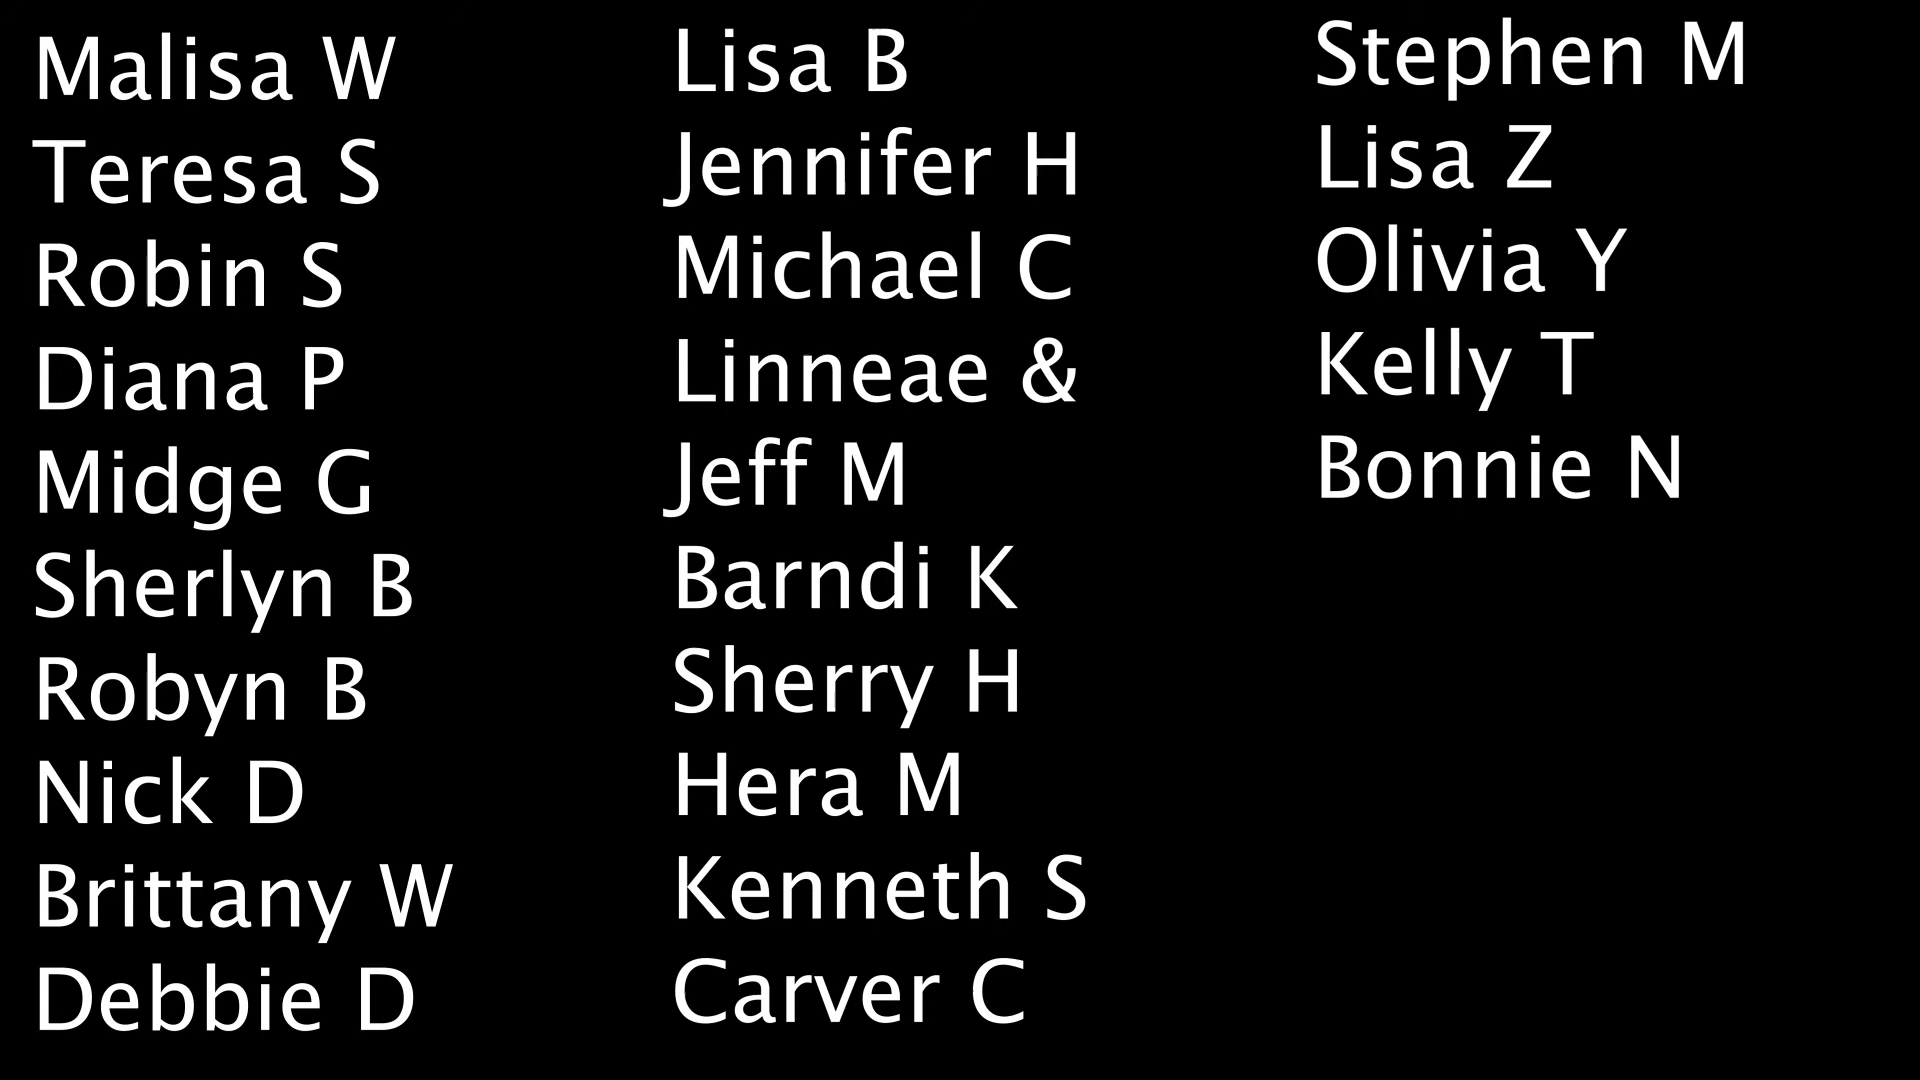 Malisa W
Teresa S
Robin S
Diana P
Midge G
Sherlyn B
Robyn B
Nick D
Brittany W
Debbie D
Lisa B
Jennifer H
Michael C
Linneae &
Jeff M
Barndi K
Sherry H
Hera M
Kenneth S
Carver C
Stephen M
Lisa Z
Olivia Y
Kelly T
Bonnie N